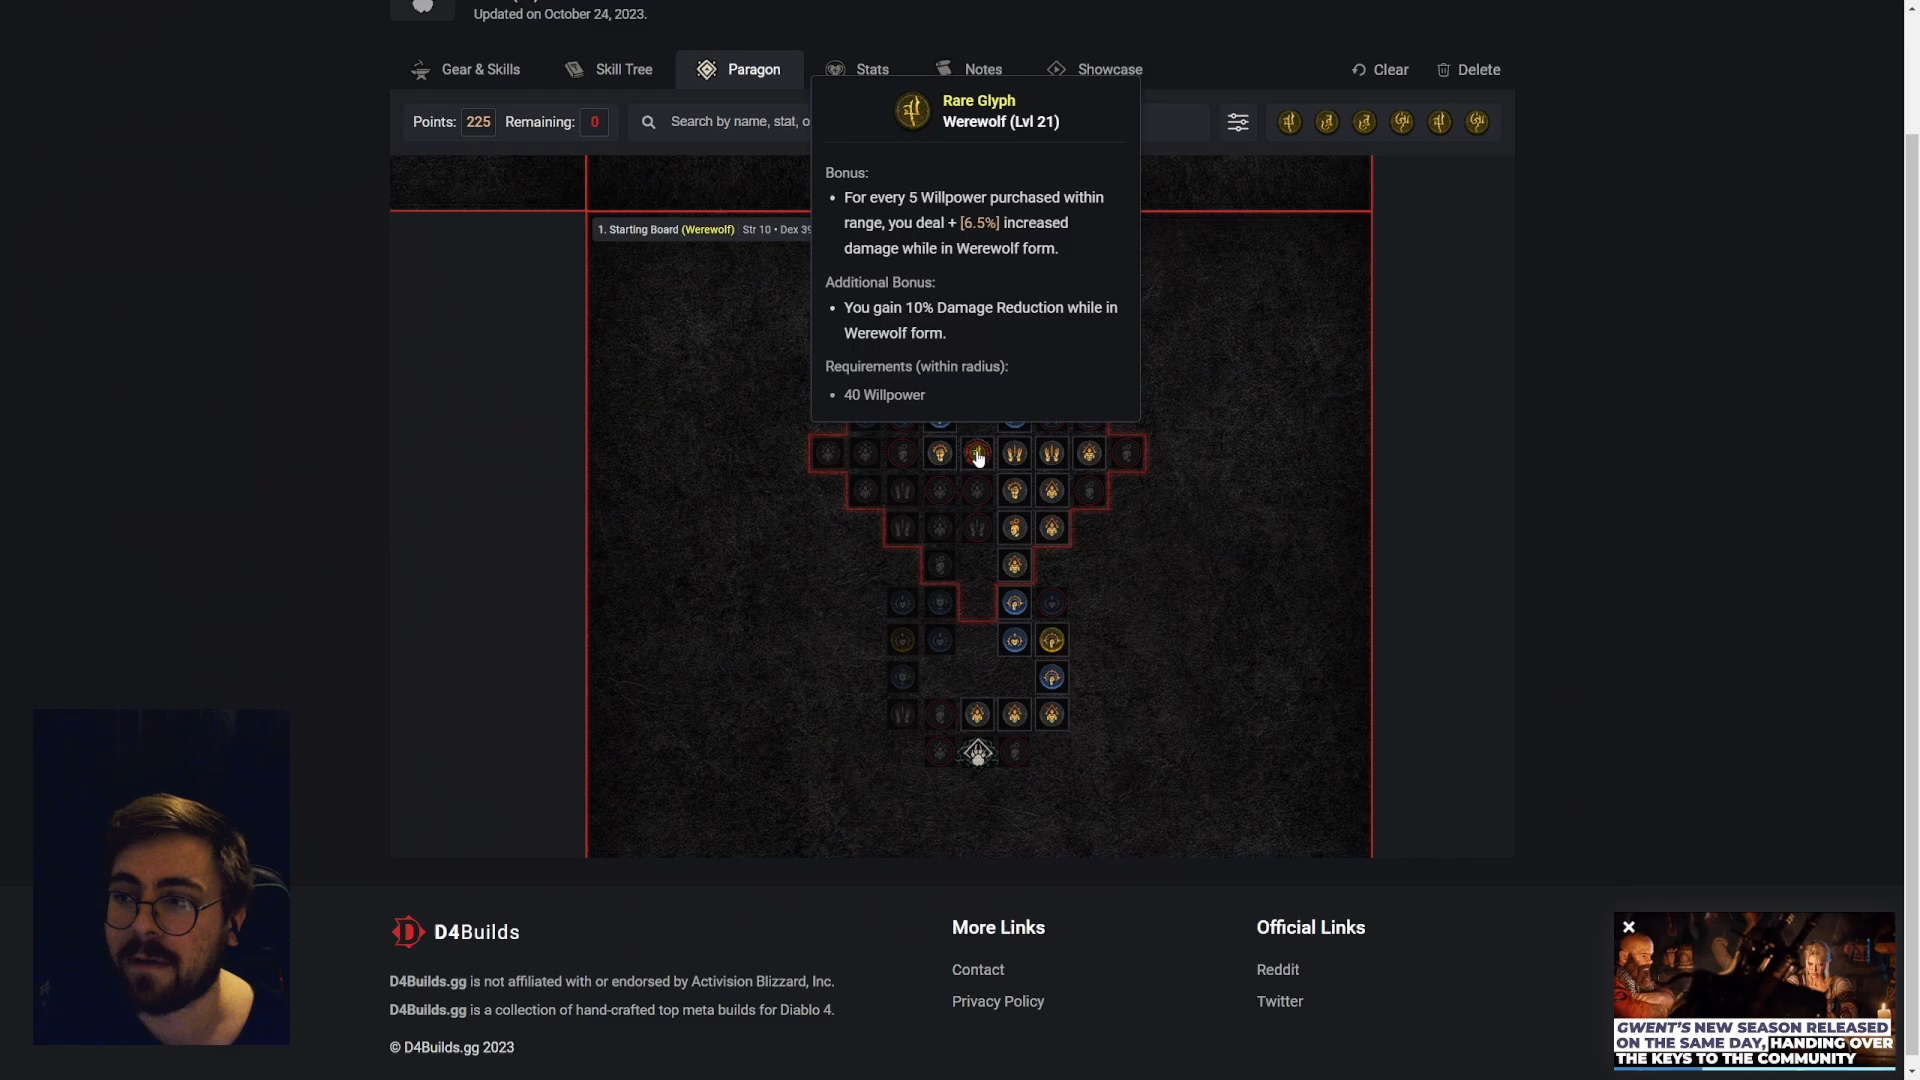 Updated on October 24, 2023.
Gear & Skills
Skill Tree
Paragon
Stats
Notes
Showcase
Clear
Delete
Points: 225 Remaining: 0
Search by name, stat, o
Rare Glyph
Werewolf (Lvl 21)
Bonus:
• For every 5 Willpower purchased within
range, you deal + [6.5%] increased
damage while in Werewolf form.
Additional Bonus:
• You gain 10% Damage Reduction while in
Werewolf form.
Requirements (within radius):
• 40 Willpower
1. Starting Board (Werewolf) Str 10 • Dex 39
D4Builds
D4Builds.gg is not affiliated with or endorsed by Activision Blizzard, Inc.
D4Builds.gg is a collection of hand-crafted top meta builds for Diablo 4.
© D4Builds.gg 2023
More Links
Contact
Privacy Policy
Official Links
Reddit
Twitter
GWENT'S NEW SEASON RELEASED
ON THE SAME DAY, HANDING OVER
THE KEYS TO THE COMMUNITY